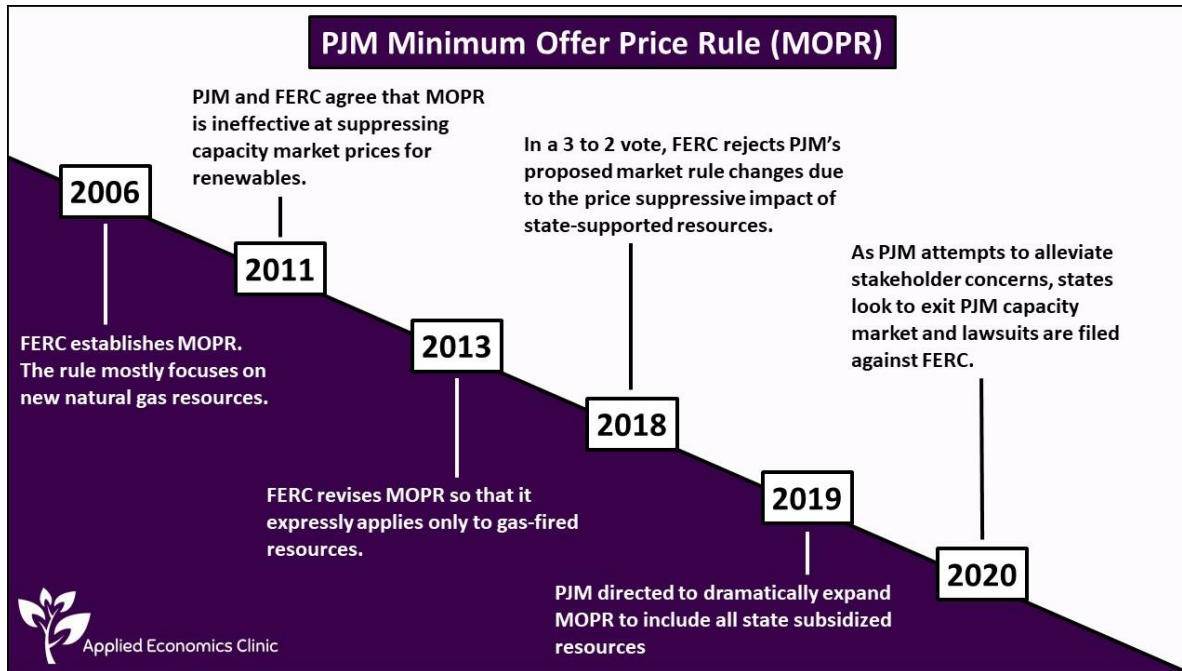 PJM Minimum Offer Price Rule (MOPR)
2006
FERC establishes MOPR.
The rule mostly focuses on
new natural gas resources.
PJM and FERC agree that MOPR
is ineffective at suppressing
capacity market prices for
renewables.
2011
2013
FERC revises MOPR so that it
expressly applies only to gas-fired
resources.
In a 3 to 2 vote, FERC rejects PJM’s
proposed market rule changes due
to the price suppressive impact of
state-supported resources.
2018
2019
PJM directed to dramatically expand
MOPR to include all state subsidized
resources
As PJM attempts to alleviate
stakeholder concerns, states
look to exit PJM capacity
market and lawsuits are filed
against FERC.
2020
Applied Economics Clinic